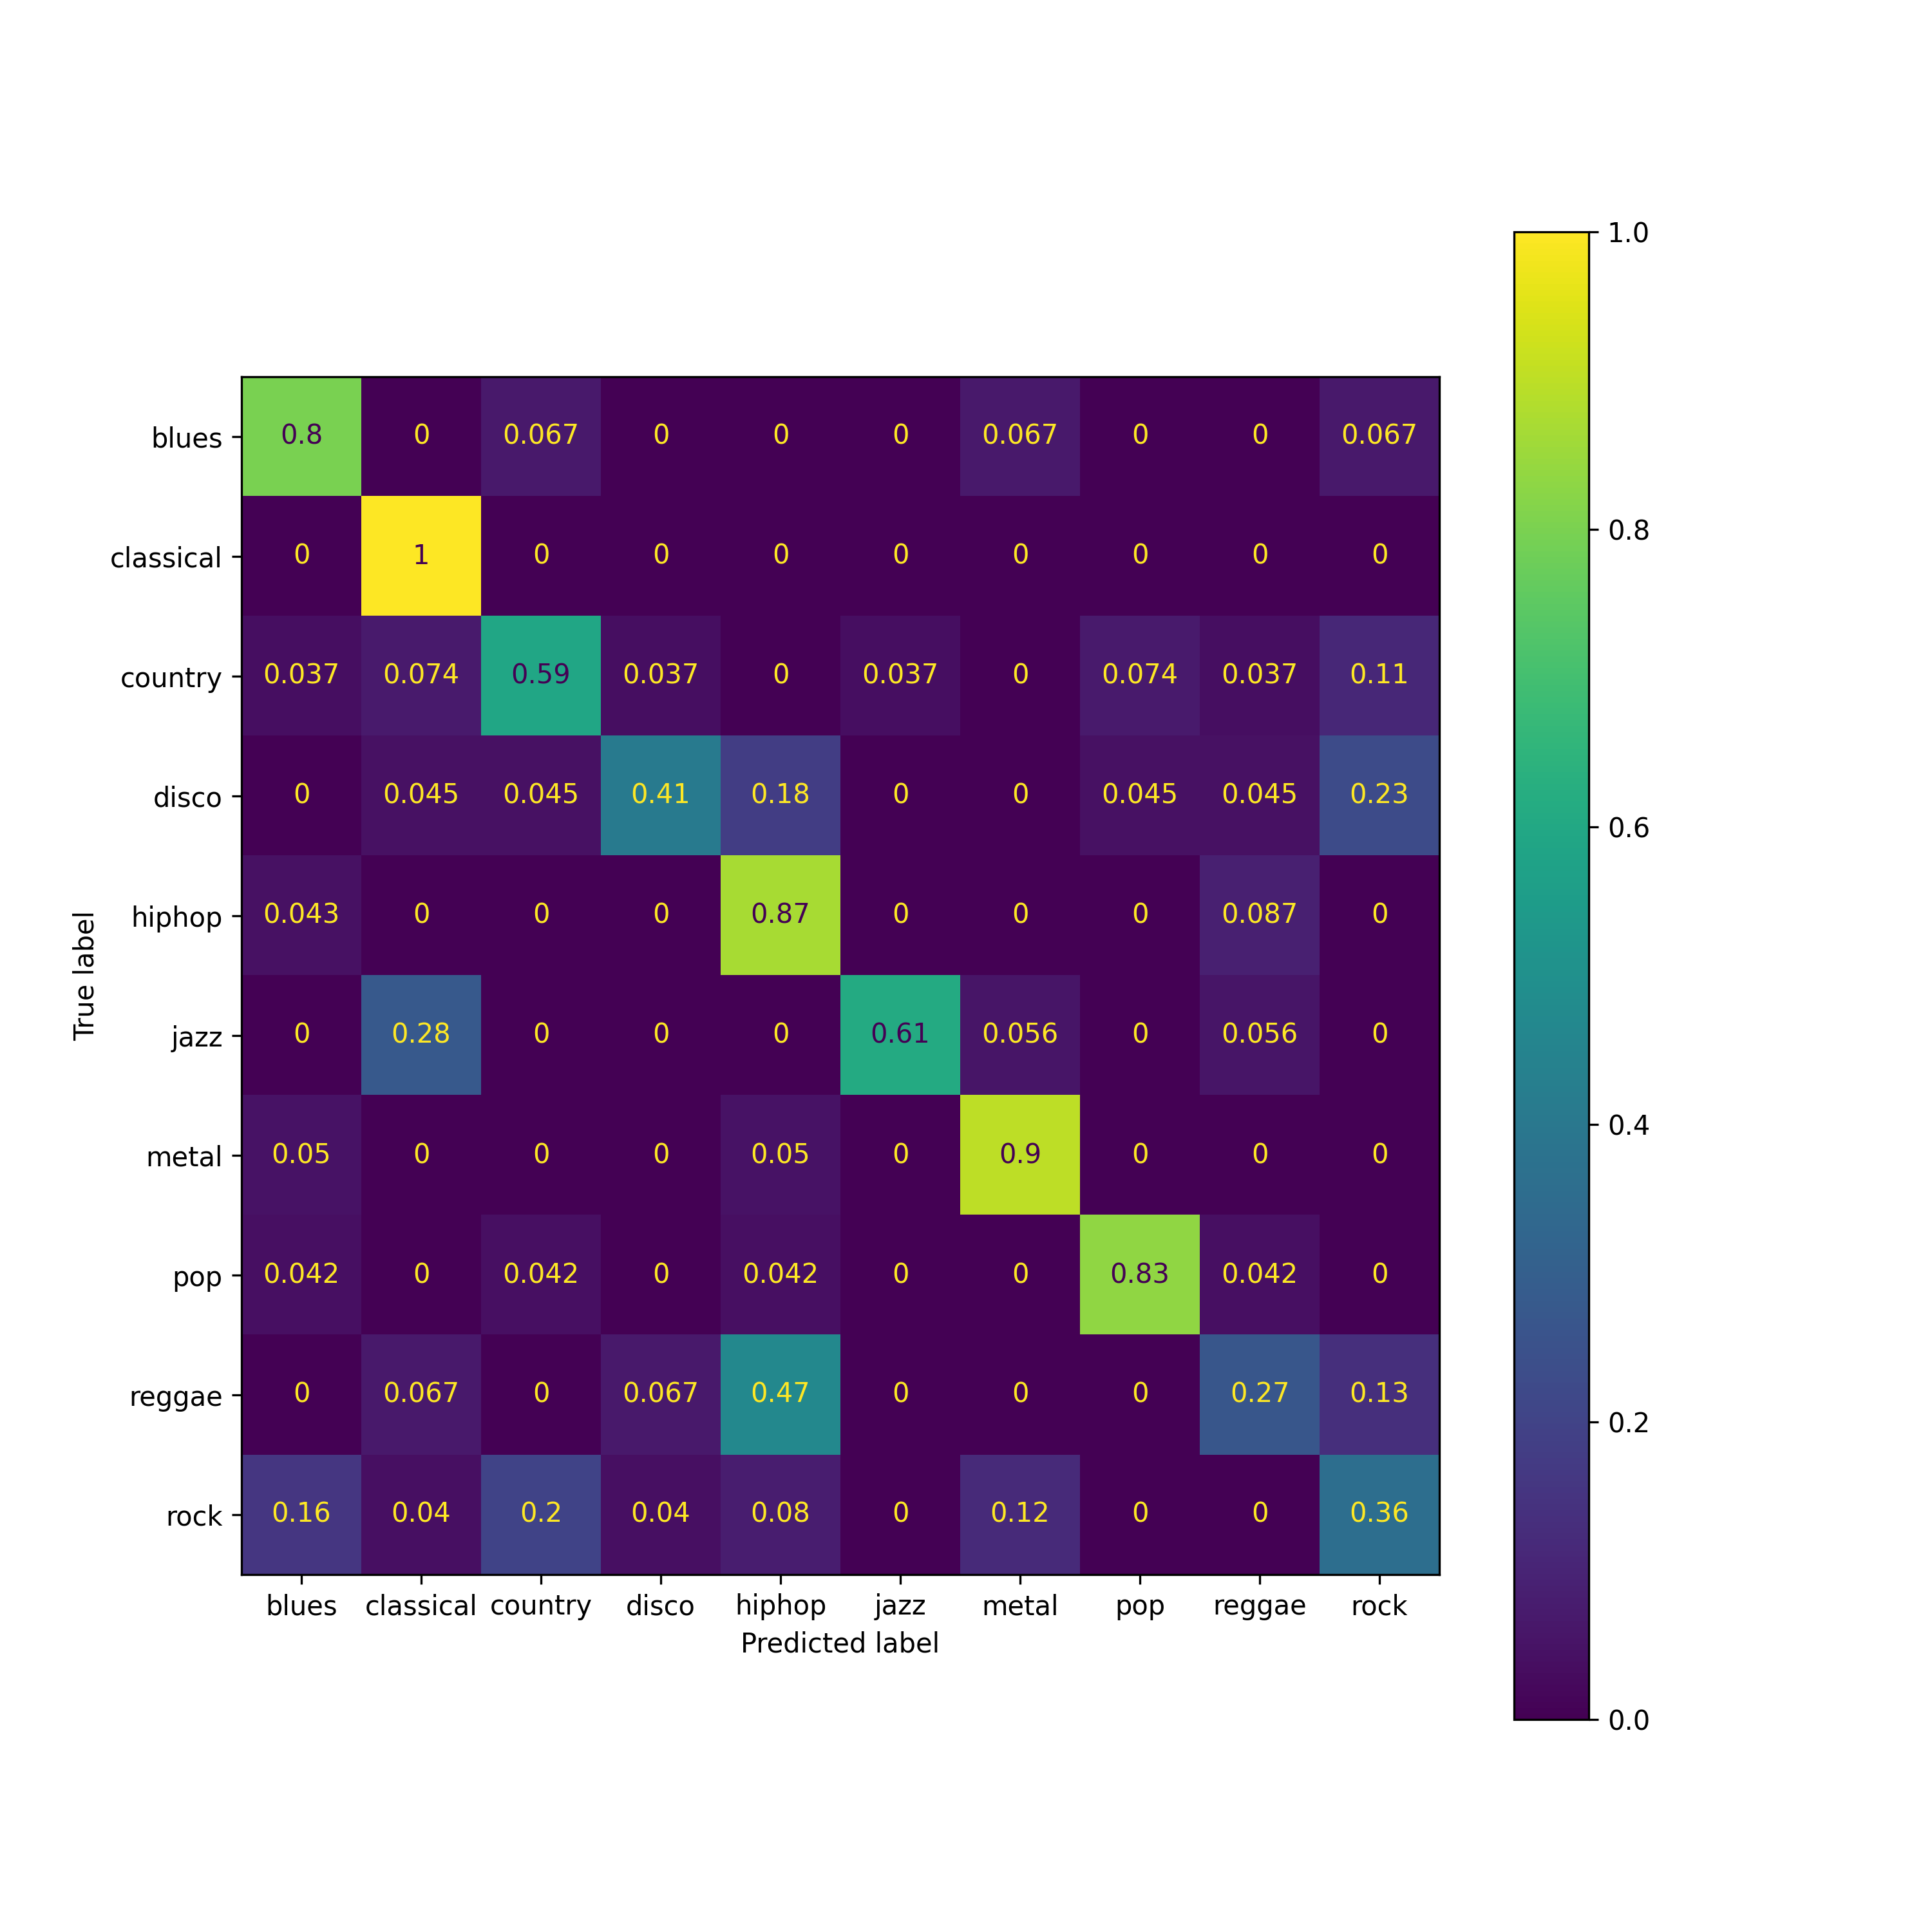 1.0
blues 0.8 0 0.067 0 0 0 0.067 0 0 0.067
0.8
classical 0 1 0 0 0 0 0 0 0 0
country 0.037 0.074 0.59 0.037 0 0.037 0 0.074 0.037 0.11
disco 0 0.045 0.045 0.41 0.18 0 0 0.045 0.045 0.23
0.6
hiphop 0.043 0 0 0 0.87 0 0 0 0.087 0
True label
jazz 0 0.28 0 0 0 0.61 0.056 0 0.056 0
0.4
metal 0.05 0 0 0 0.05 0 0.9 0 0 0
pop 0.042 0 0.042 0 0.042 0 0 0.83 0.042 0
reggae 0 0.067 0 0.067 0.47 0 0 0 0.27 0.13
0.2
rock 0.16 0.04 0.2 0.04 0.08 0 0.12 0 0 0.36
blues classical country disco hiphop jazz metal pop reggae rock
Predicted label
0.0